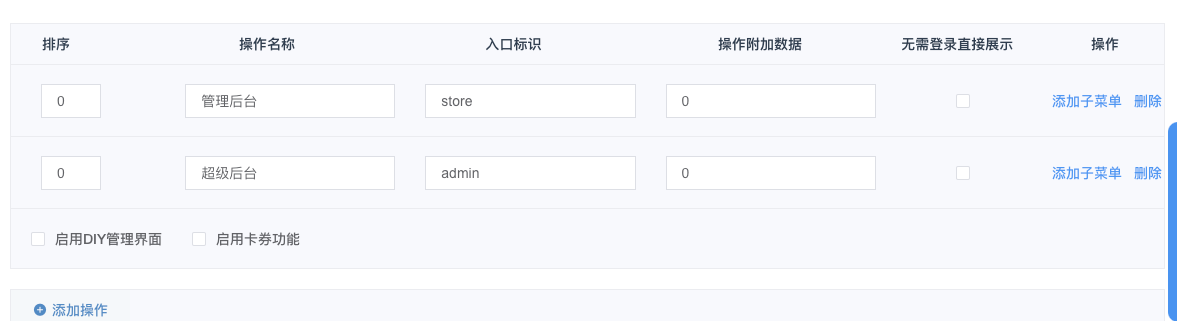 排序 操作名称 入口标识 操作附加数据 无需登录直接展示 操作
0 管理后台 store 0 添加子菜单 删除
0 超级后台 admin 0 添加子菜单 删除
启用DIY管理界面 启用卡券功能
添加操作